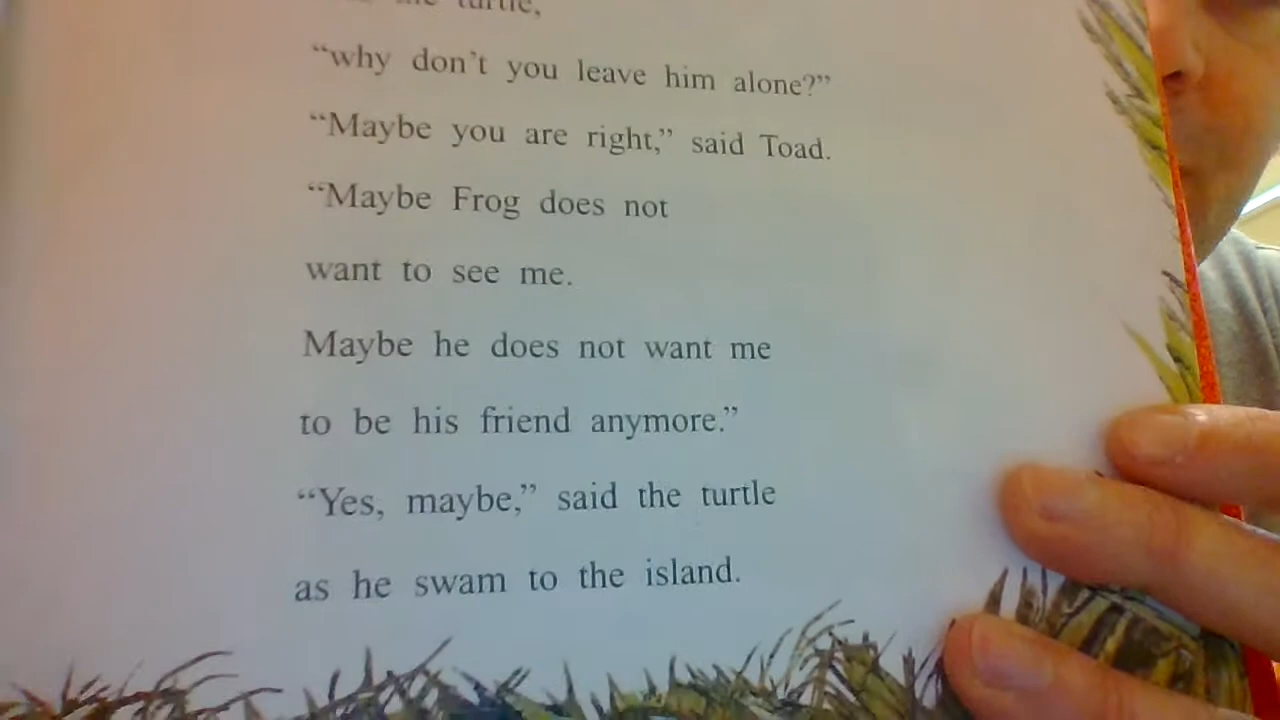 the turtle,
“why don’t you leave him alone?”
“Maybe you are right,” said Toad.
“Maybe Frog does not
want to see me.
Maybe he does not want me
to be his friend anymore.”
“Yes, maybe,” said the turtle
as he swam to the island.